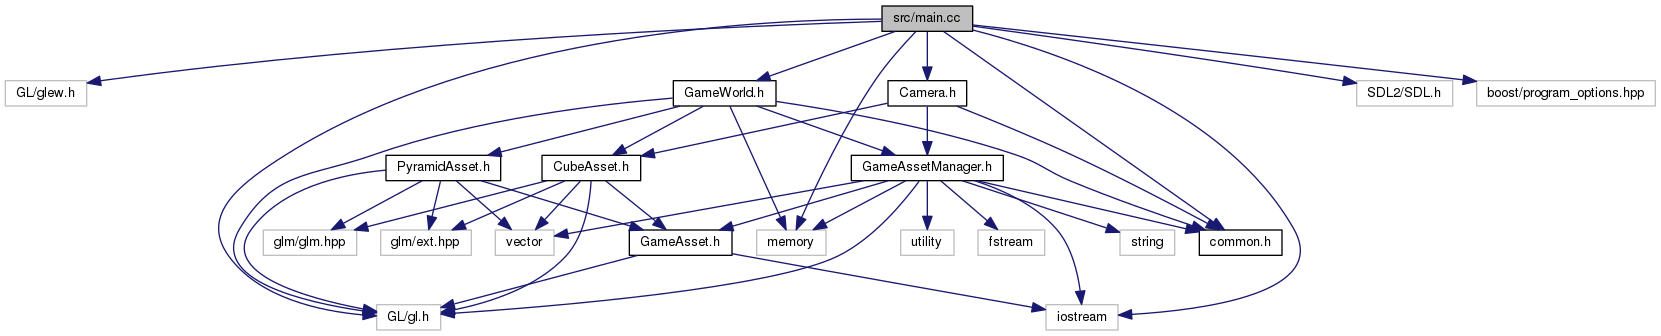 src/main.cc
GL/glew.h
GameWorld.h
Camera.h
SDL2/SDL.h
boost/program_options.hpp
PyramidAsset.h
CubeAsset.h
GameAssetManager.h
glm/glm.hpp
glm/ext.hpp
vector
GameAsset.h
memory
utility
fstream
string
common.h
GL/gl.h
iostream